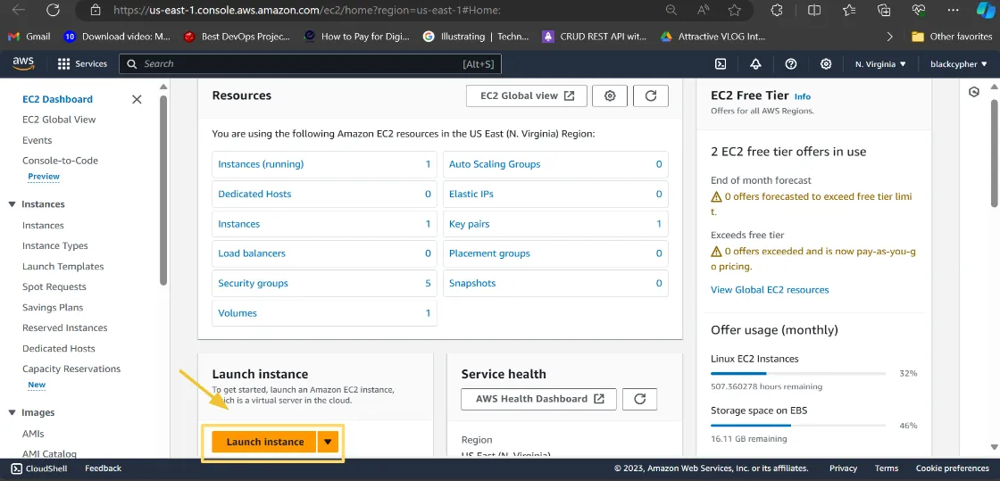 https://us-east-1.console.aws.amazon.com/ec2/home?region=us-east-1#Home:
Gmail
10 Download video: M...
Best DevOps Projec...
How to Pay for Digi...
Illustrating | Techn...
CRUD REST API wit...
Attractive VLOG Int...
Other favorites
aws
Services
Search
[Alt+S]
N. Virginia
blackcypher
EC2 Dashboard
EC2 Global View
Events
Console-to-Code
Preview
Instances
Instances
Instance Types
Launch Templates
Spot Requests
Savings Plans
Reserved Instances
Dedicated Hosts
Capacity Reservations
New
Images
AMIs
AMI Catalog
Resources
EC2 Global view
You are using the following Amazon EC2 resources in the US East (N. Virginia) Region:
Instances (running) 1
Auto Scaling Groups 0
Dedicated Hosts 0
Elastic IPs 0
Instances 1
Key pairs 1
Load balancers 0
Placement groups 0
Security groups 5
Snapshots 0
Volumes 1
Launch instance
To get started, launch an Amazon EC2 instance,
which is a virtual server in the cloud.
Launch instance
Service health
AWS Health Dashboard
Region
US East (N. Virginia)
EC2 Free Tier Info
Offers for all AWS Regions.
2 EC2 free tier offers in use
End of month forecast
0 offers forecasted to exceed free tier limi
t.
Exceeds free tier
0 offers exceeded and is now pay-as-you-g
o pricing.
View Global EC2 resources
Offer usage (monthly)
Linux EC2 Instances
32%
507.360278 hours remaining
Storage space on EBS
46%
16.11 GB remaining
CloudShell
Feedback
© 2023, Amazon Web Services, Inc. or its affiliates.
Privacy
Terms
Cookie preferences